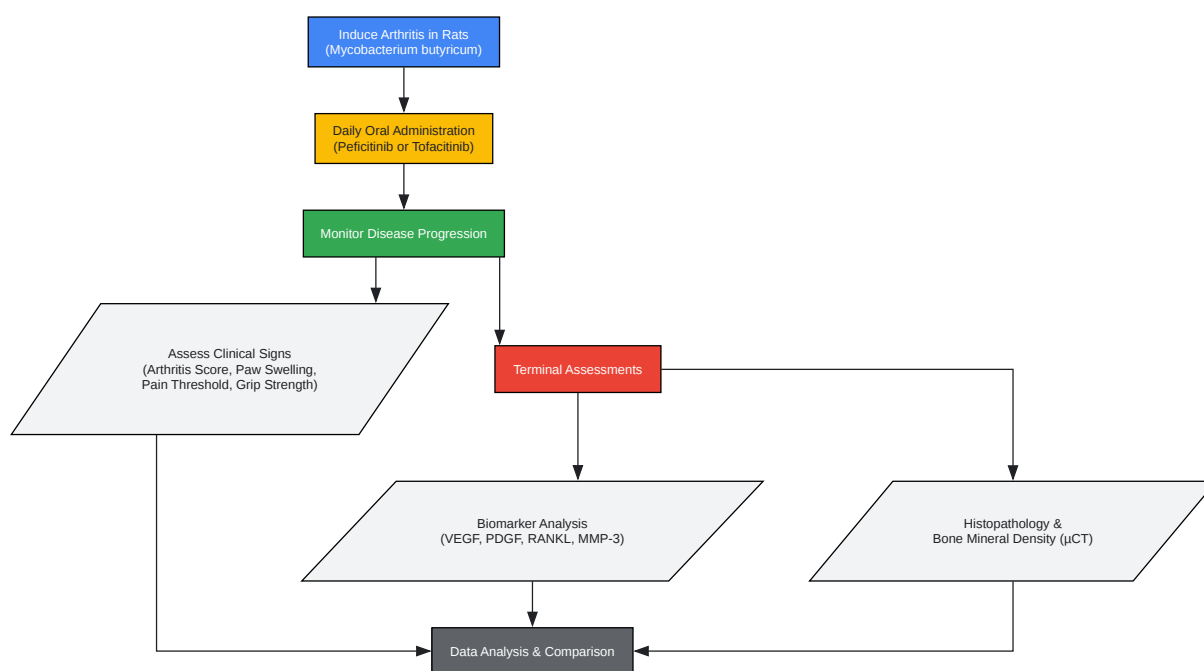 Induce Arthritis in Rats
(Mycobacterium butyricum)
Daily Oral Administration
(Peficitinib or Tofacitinib)
Monitor Disease Progression
Assess Clinical Signs
(Arthritis Score, Paw Swelling,
Pain Threshold, Grip Strength)
Terminal Assessments
Biomarker Analysis
(VEGF, PDGF, RANKL, MMP-3)
Histopathology &
Bone Mineral Density (µCT)
Data Analysis & Comparison